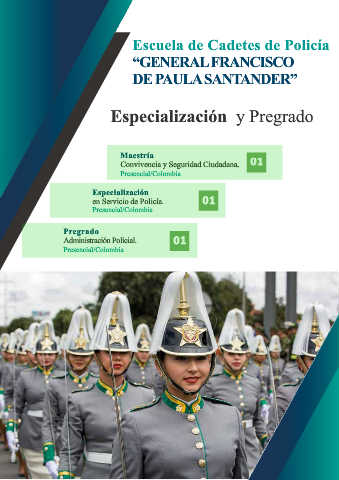 Escuela de Cadetes de Policía
“GENERAL FRANCISCO
DE PAULA SANTANDER”
Especialización y Pregrado
Maestría
Convivencia y Seguridad Ciudadana.
Presencial/Colombia
01
Especialización
en Servicio de Policía.
Presencial/Colombia
01
Pregrado
Administración Policial.
Presencial/Colombia
01